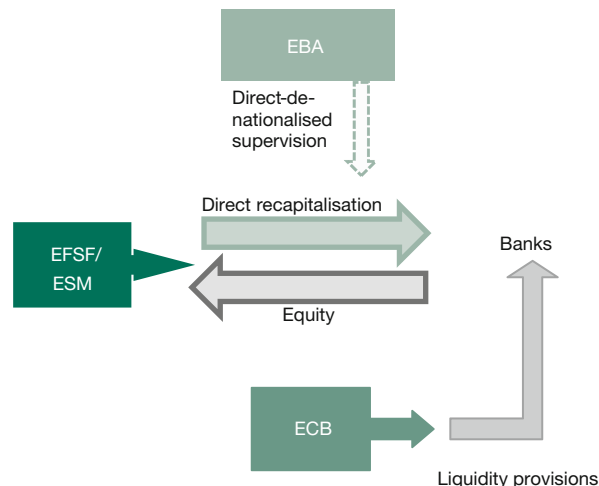 EBA
Direct-de-
nationalised
supervision
Direct recapitalisation
EFSF/
ESM
Banks
Equity
ECB
Liquidity provisions